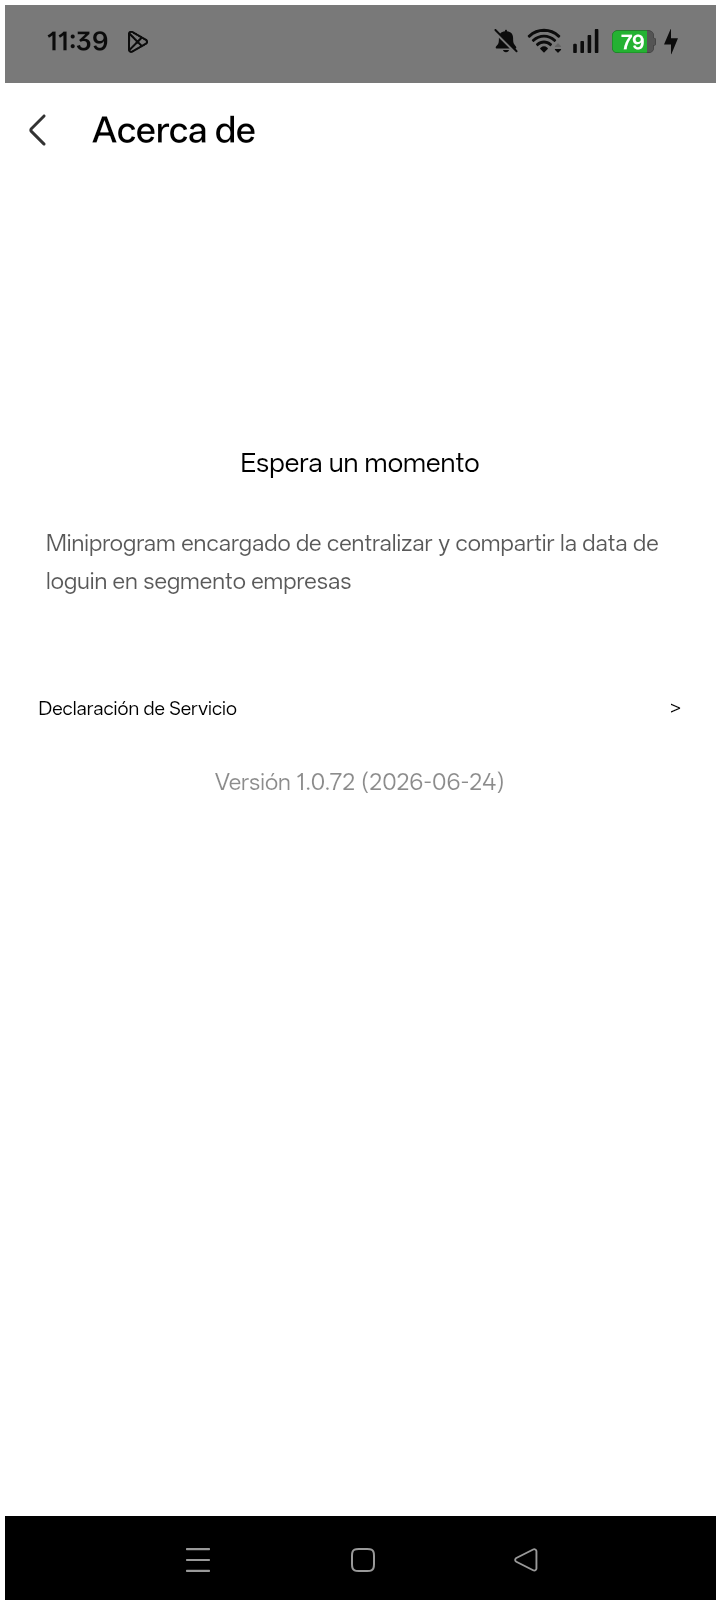 11:39
79
Acerca de
Espera un momento
Miniprogram encargado de centralizar y compartir la data de
loguin en segmento empresas
Declaración de Servicio >
Versión 1.0.72 (2026-06-24)